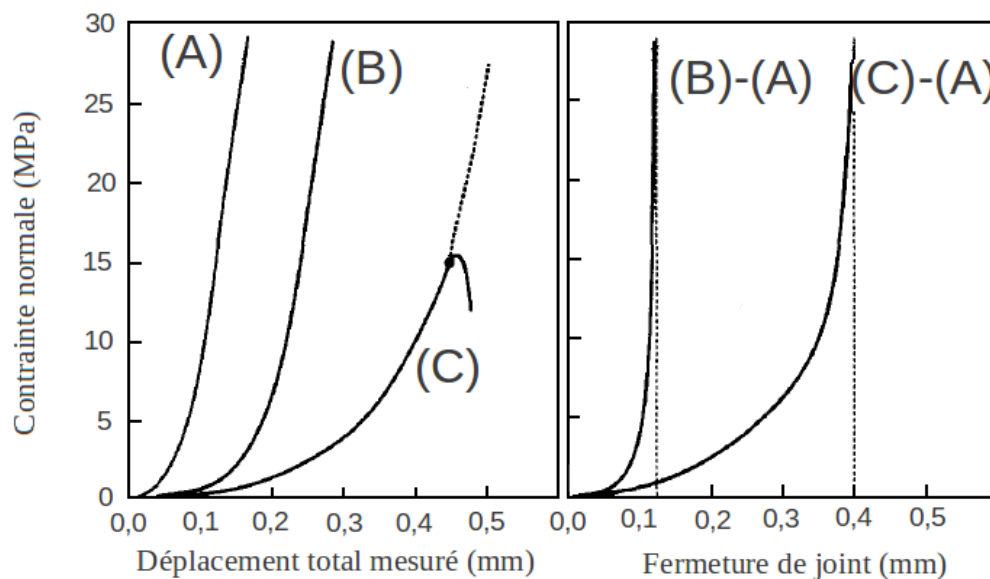 30
25
20
15
10
5
0
Contrainte normale (MPa)
(A)
(B)
(C)
0,0 0,1 0,2 0,3 0,4 0,5
Déplacement total mesuré (mm)
(B)-(A)
(C)-(A)
0,0 0,1 0,2 0,3 0,4 0,5
Fermeture de joint (mm)